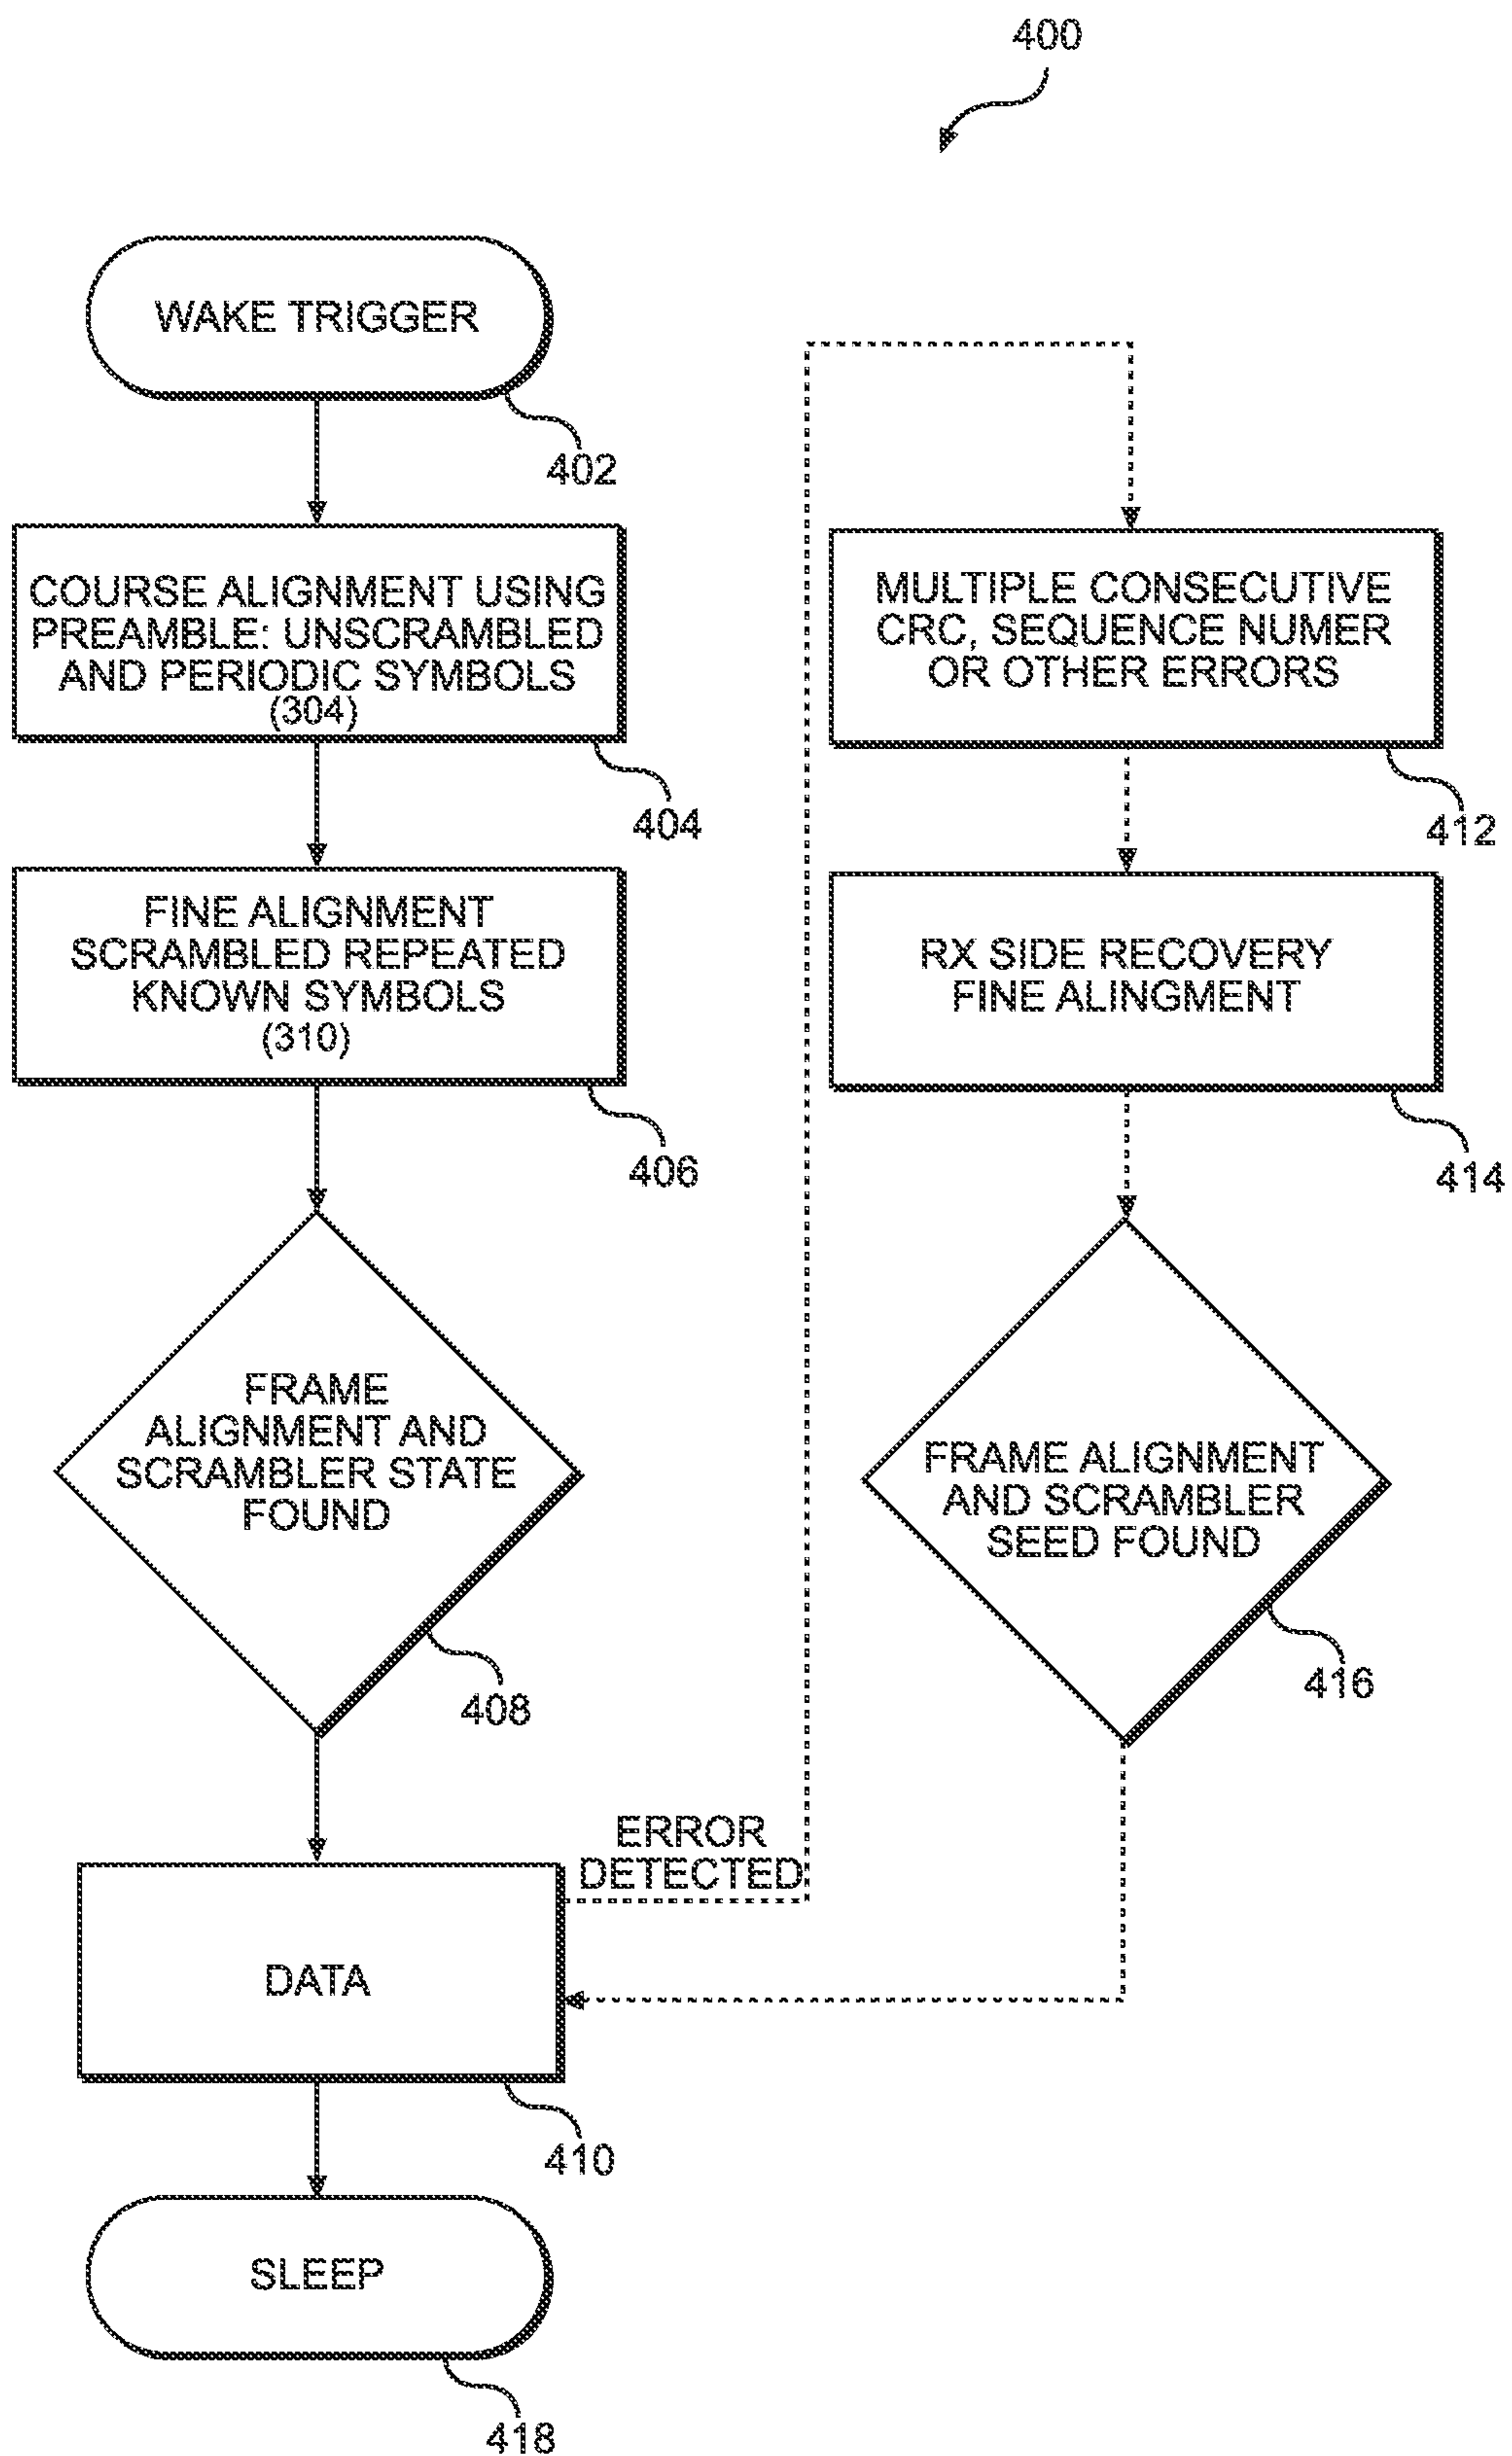 400
WAKE TRIGGER
402
COURSE ALIGNMENT USING
PREAMBLE: UNSCRAMBLED
AND PERIODIC SYMBOLS
(304)
404
FINE ALIGNMENT
SCRAMBLED REPEATED
KNOWN SYMBOLS
(310)
406
FRAME
ALIGNMENT AND
SCRAMBLER STATE
FOUND
408
ERROR
DETECTED
DATA
410
SLEEP
418
MULTIPLE CONSECUTIVE
CRC, SEQUENCE NUMER
OR OTHER ERRORS
412
RX SIDE RECOVERY
FINE ALINGMENT
414
FRAME ALIGNMENT
AND SCRAMBLER
SEED FOUND
416